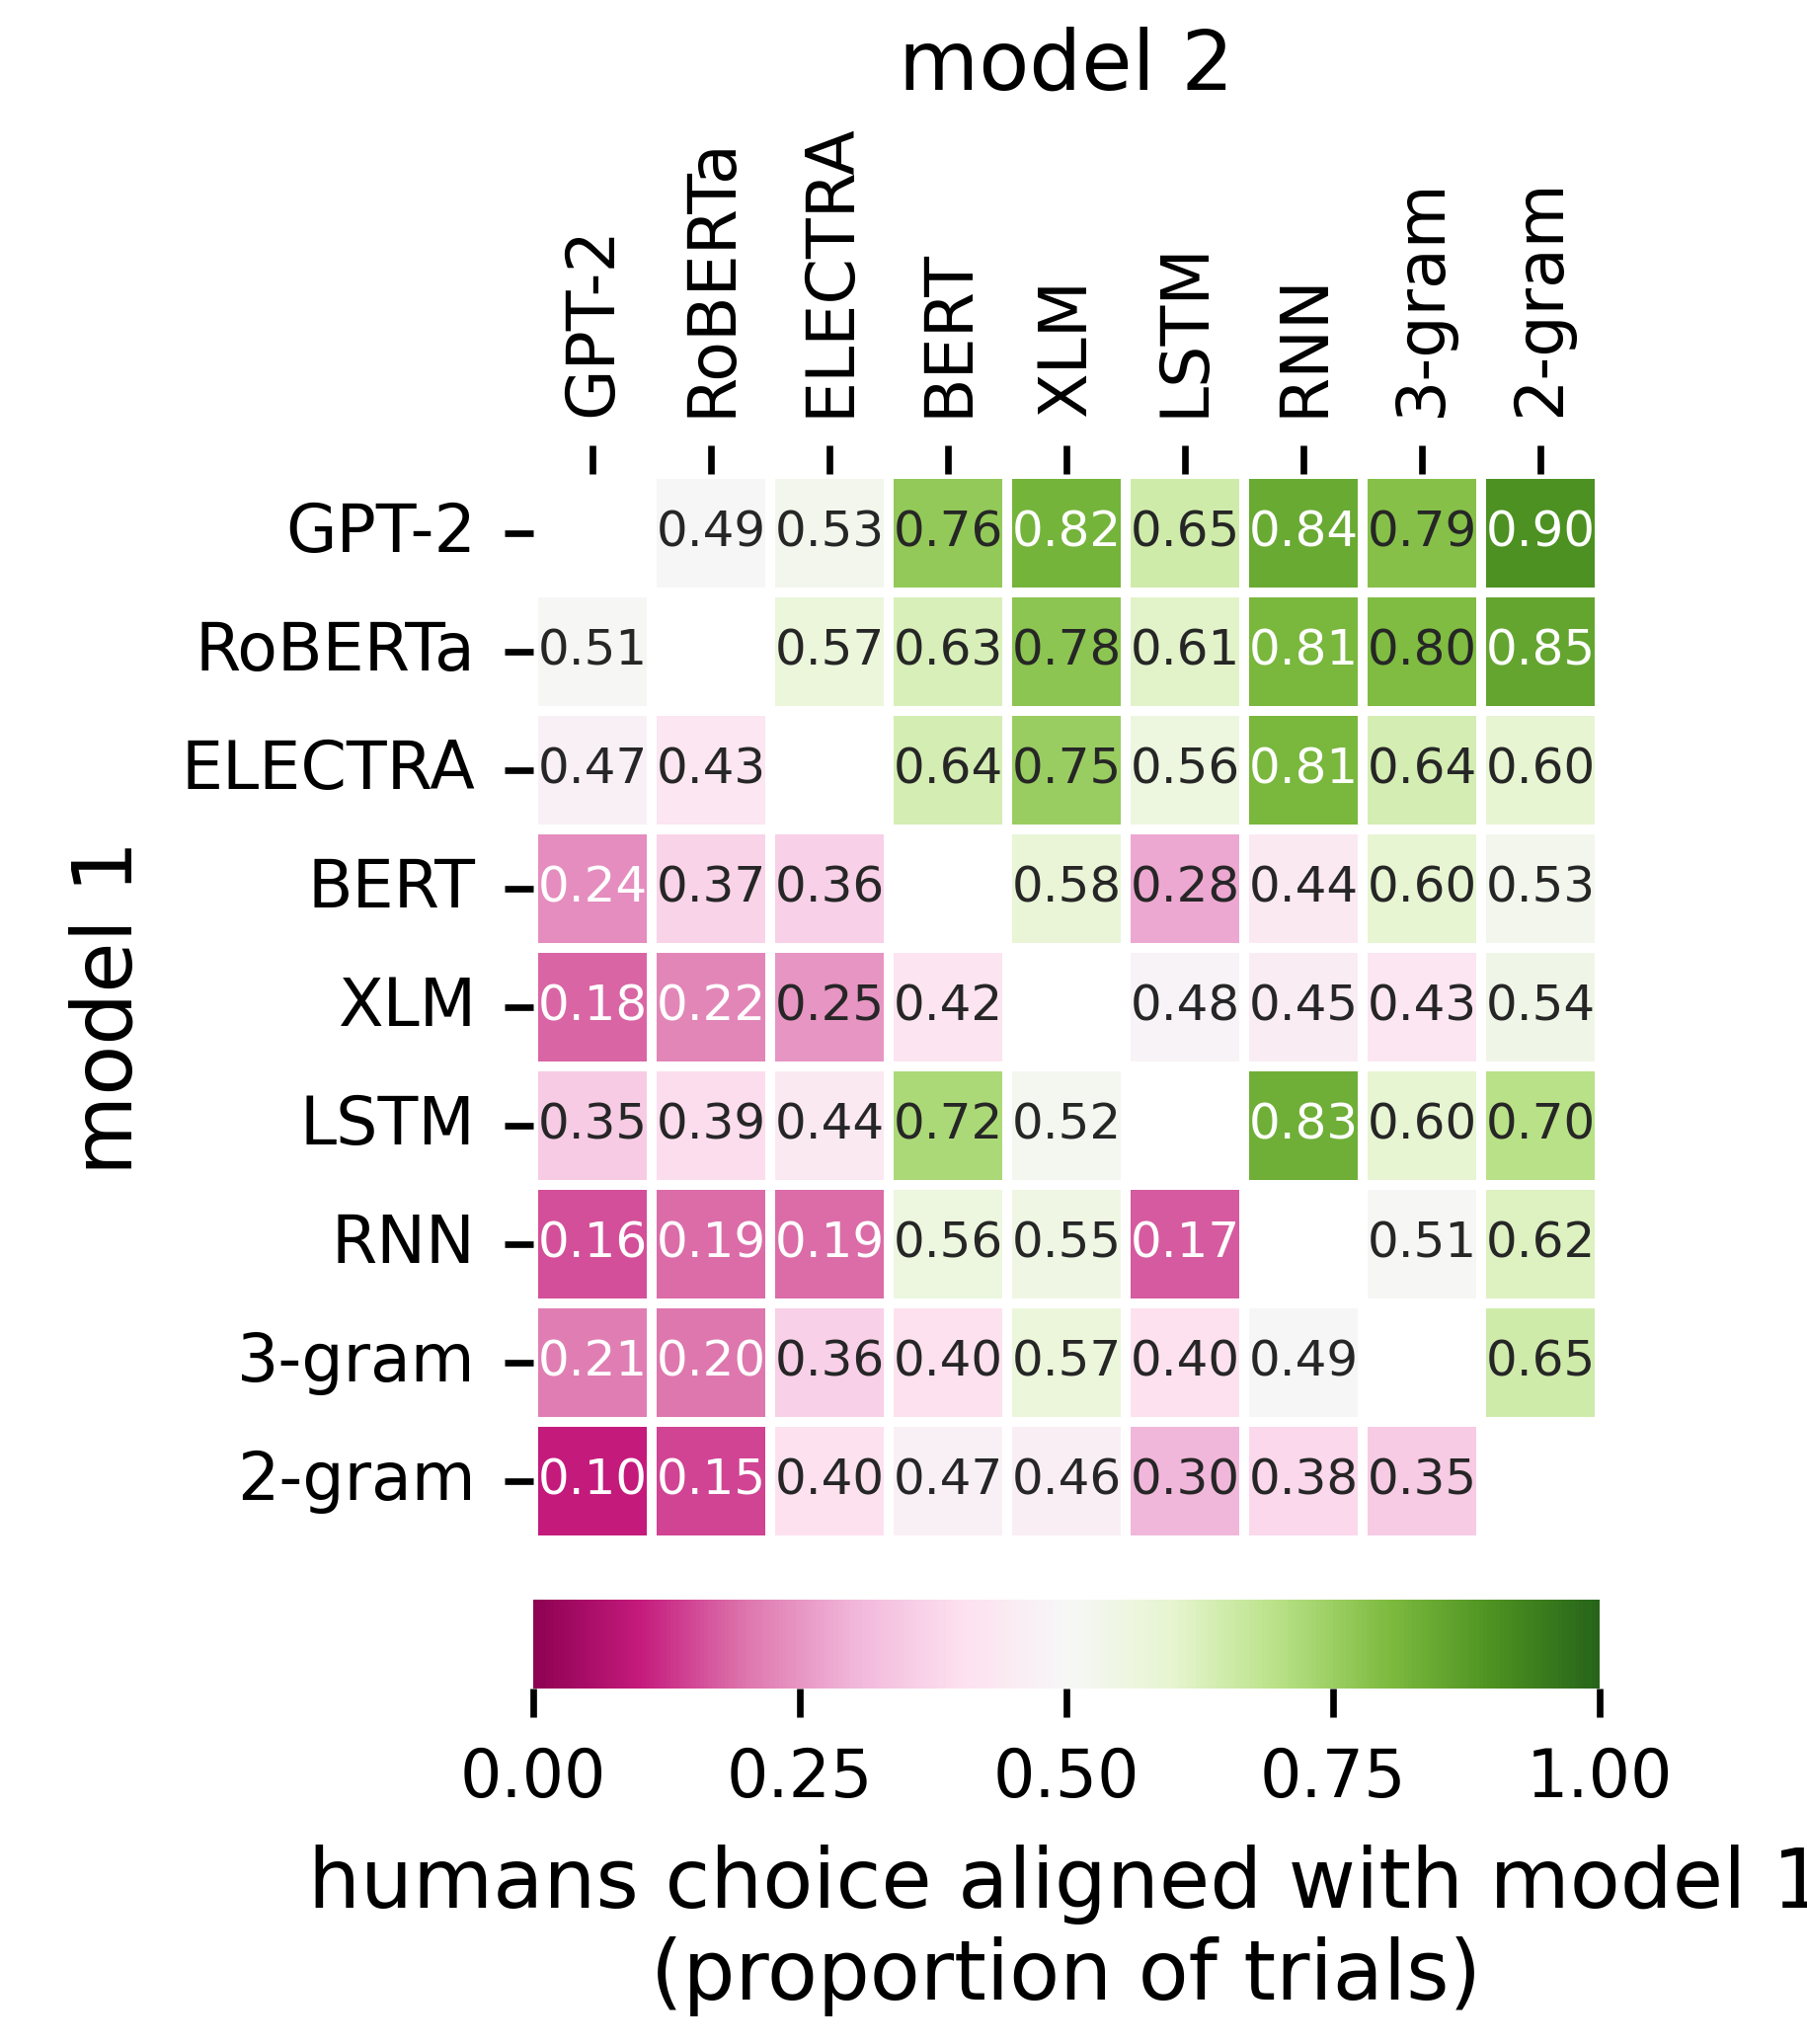 model 2
GPT-2 RoBERTa ELECTRA BERT XLM LSTM RNN 3-gram 2-gram
model 1
GPT-2 0.49 0.53 0.76 0.82 0.65 0.84 0.79 0.90
RoBERTa 0.51 0.57 0.63 0.78 0.61 0.81 0.80 0.85
ELECTRA 0.47 0.43 0.64 0.75 0.56 0.81 0.64 0.60
BERT 0.24 0.37 0.36 0.58 0.28 0.44 0.60 0.53
XLM 0.18 0.22 0.25 0.42 0.48 0.45 0.43 0.54
LSTM 0.35 0.39 0.44 0.72 0.52 0.83 0.60 0.70
RNN 0.16 0.19 0.19 0.56 0.55 0.17 0.51 0.62
3-gram 0.21 0.20 0.36 0.40 0.57 0.40 0.49 0.65
2-gram 0.10 0.15 0.40 0.47 0.46 0.30 0.38 0.35
0.00 0.25 0.50 0.75 1.00
humans choice aligned with model 1
(proportion of trials)